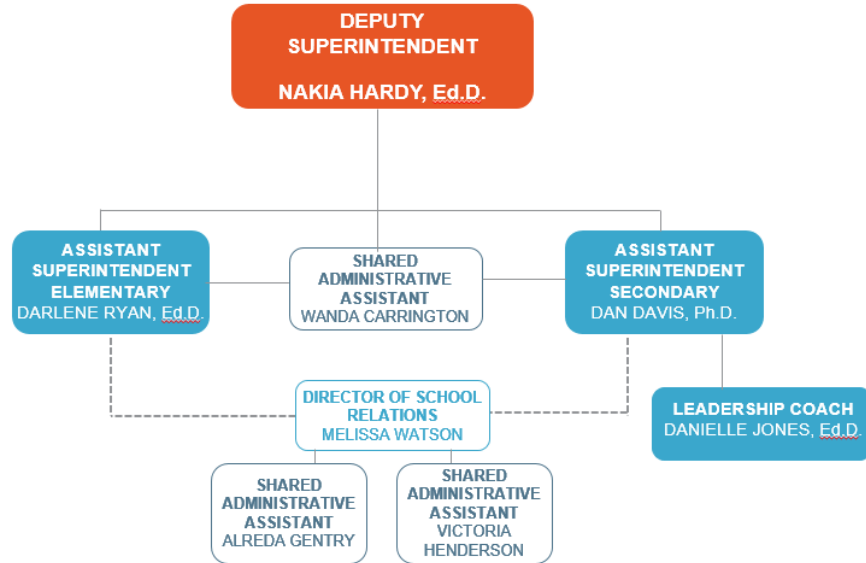 DEPUTY
SUPERINTENDENT
NAKIA HARDY, Ed.D.
ASSISTANT
SUPERINTENDENT
ELEMENTARY
DARLENE RYAN, Ed.D.
SHARED
ADMINISTRATIVE
ASSISTANT
WANDA CARRINGTON
ASSISTANT
SUPERINTENDENT
SECONDARY
DAN DAVIS, Ph.D.
DIRECTOR OF SCHOOL
RELATIONS
MELISSA WATSON
LEADERSHIP COACH
DANIELLE JONES, Ed.D.
SHARED
ADMINISTRATIVE
ASSISTANT
ALREDA GENTRY
SHARED
ADMINISTRATIVE
ASSISTANT
VICTORIA
HENDERSON